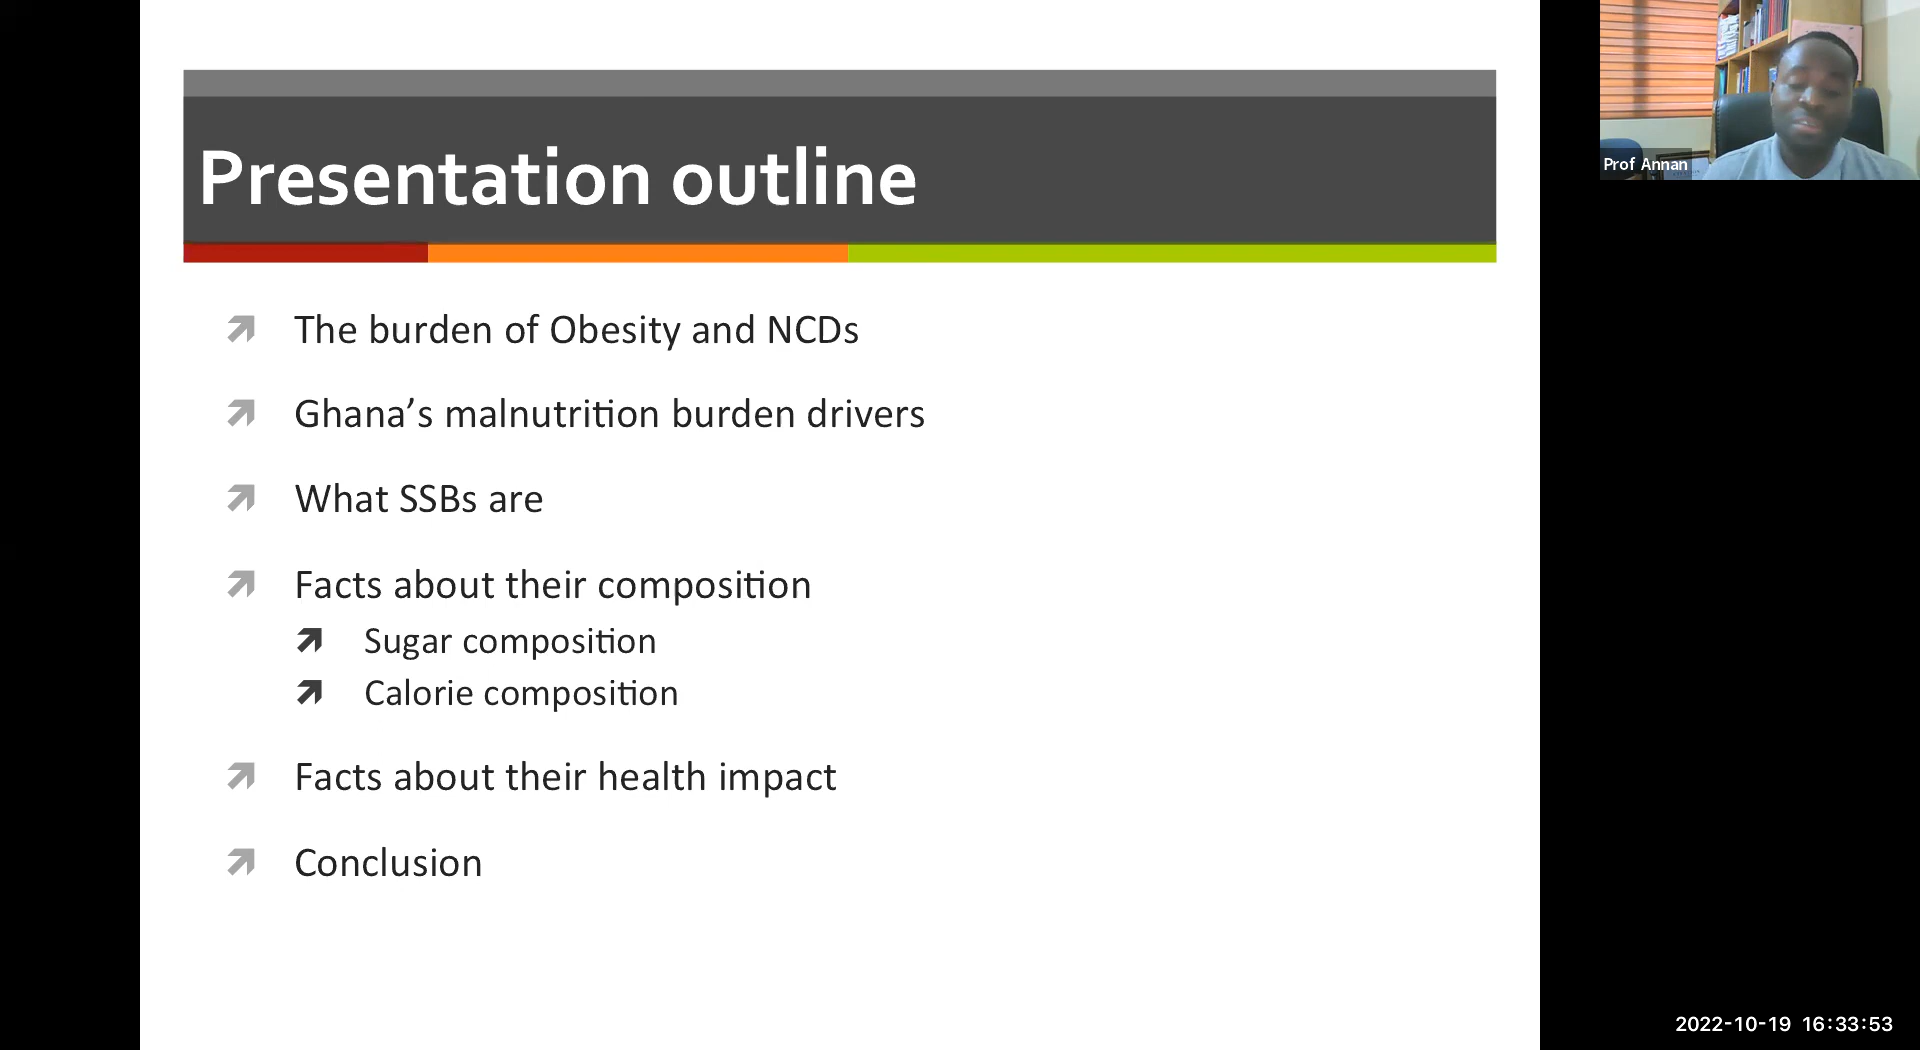 Presentation outline
The burden of Obesity and NCDs
Ghana’s malnutrition burden drivers
What SSBs are
Facts about their composition
Sugar composition
Calorie composition
Facts about their health impact
Conclusion
Prof Annan
2022-10-19 16:33:53